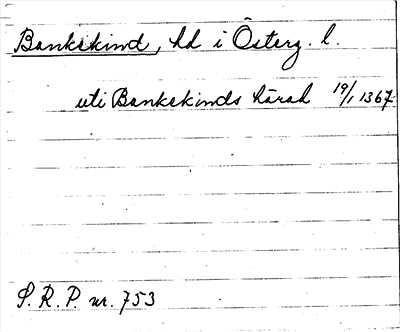 Bankekind, hd i Österg. l.
uti Bankekinds härad 19/1 1367
S. R. P. nr. 753